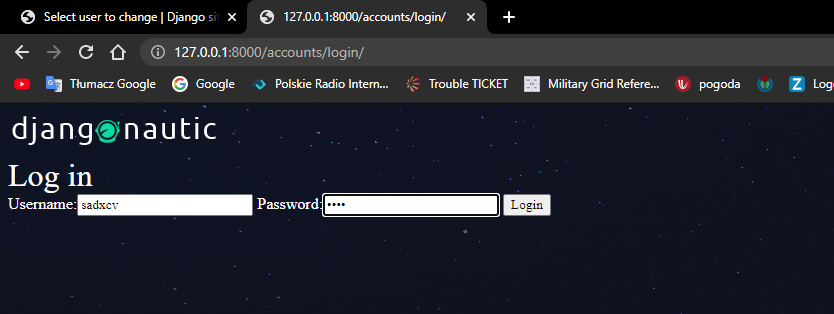 Select user to change | Django sit
127.0.0.1:8000/accounts/login/
127.0.0.1:8000/accounts/login/
Tłumacz Google Google Polskie Radio Intern... Trouble TICKET Military Grid Refere... pogoda Log
djangonautic
Log in
Username: sadxcv Password: •••• Login